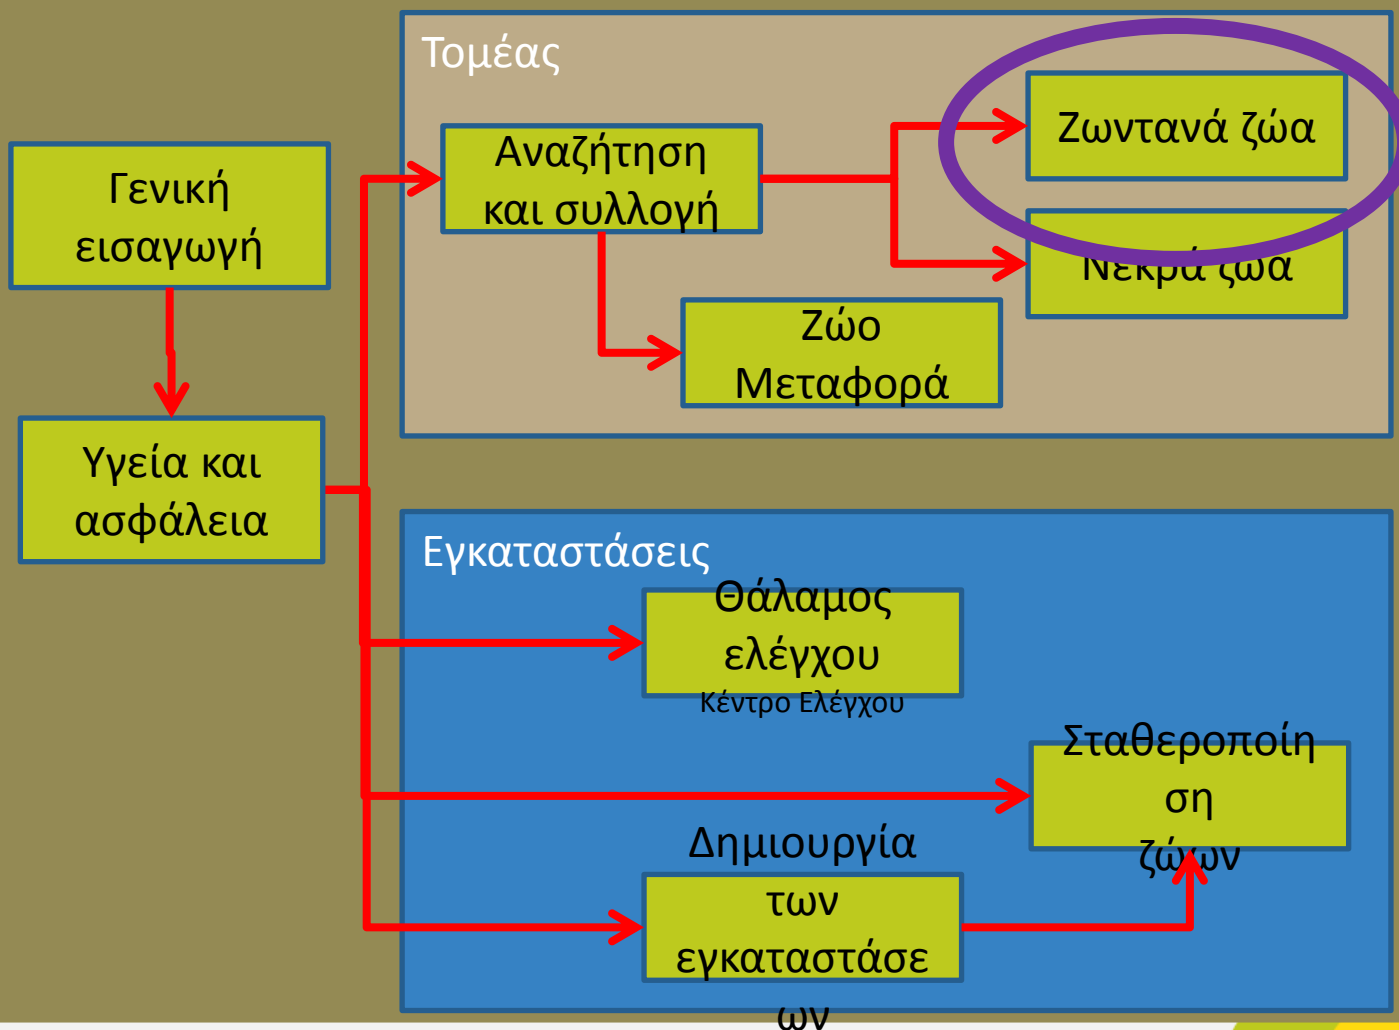 Τομέας
Γενική
εισαγωγή
Αναζήτηση
και συλλογή
Ζωντανά ζώα
Νεκρά ζώα
Ζώο
Μεταφορά
Υγεία και
ασφάλεια
Εγκαταστάσεις
Θάλαμος
ελέγχου
Κέντρο Ελέγχου
Σταθεροποίη
ση
ζώων
Δημιουργία
των
εγκαταστάσε
ων